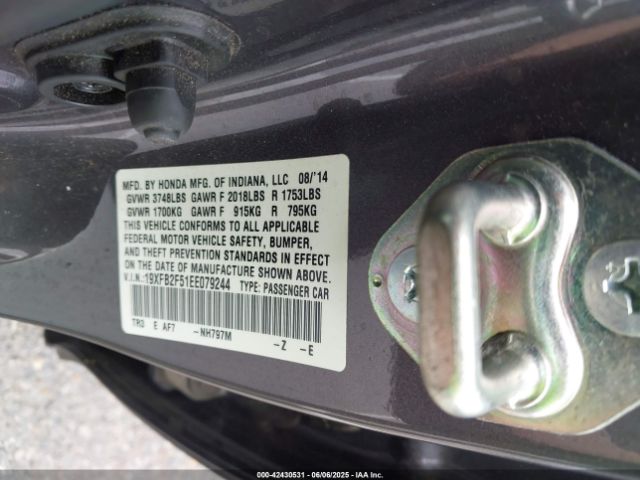 MFD. BY HONDA MFG. OF INDIANA, LLC 08/'14
GVWR 3748LBS GAWR F 2018LBS R 1753LBS
GVWR 1700KG GAWR F 915KG R 795KG
THIS VEHICLE CONFORMS TO ALL APPLICABLE
FEDERAL MOTOR VEHICLE SAFETY, BUMPER,
AND THEFT PREVENTION STANDARDS IN EFFECT
ON THE DATE OF MANUFACTURE SHOWN ABOVE.
V.I.N.:19XFB2F51EE079244 TYPE: PASSENGER CAR
TR3 E AF7 -NH797M -Z -E
000-42430531 - 06/06/2025 - IAA Inc.